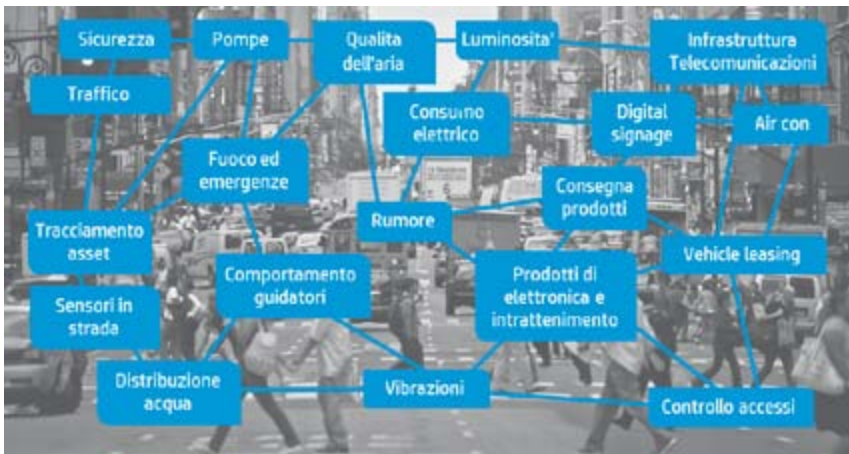 Sicurezza
Pompe
Qualita
dell'aria
Luminosita'
Infrastruttura
Telecomunicazioni
Traffico
Consumo
elettrico
Digital
signage
Air con
Fuoco ed
emergenze
Consegna
prodotti
Tracciamento
asset
Rumore
Vehicle leasing
Comportamento
guidatori
Prodotti di
elettronica e
intrattenimento
Sensori in
strada
Distribuzione
acqua
Vibrazioni
Controllo accessi